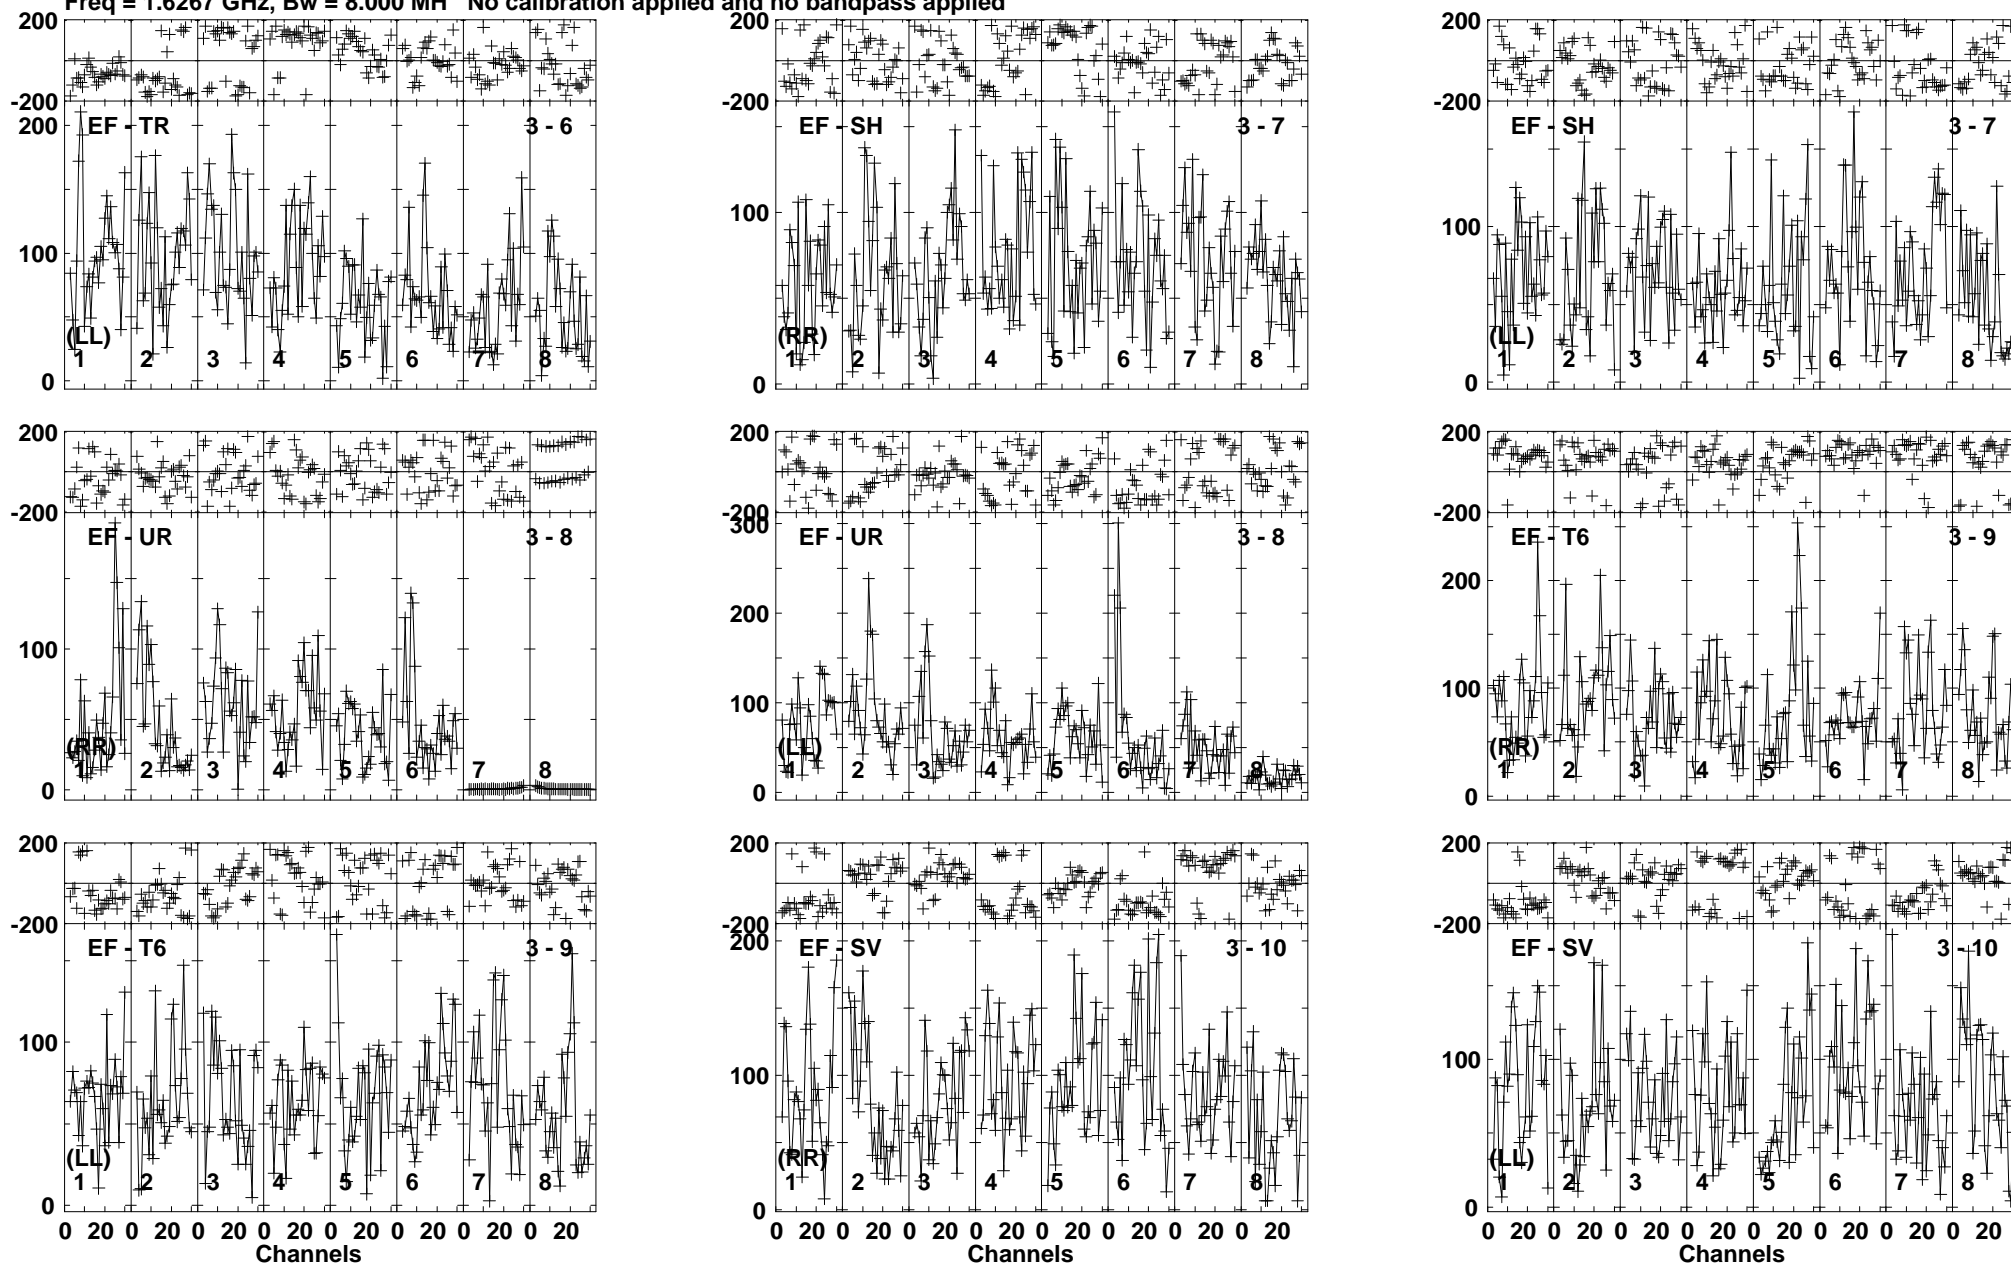 Freq = 1.6267 GHz, Bw = 8.000 MH No calibration applied and no bandpass applied
200 200 200
-200 -200 -200
200 EF - TR 3 - 6 EF - SH 3 - 7 EF - SH 3 - 7
100 100 100
(LL) (RR) (LL)
1 2 3 4 5 6 7 8 1 2 3 4 5 6 7 8 1 2 3 4 5 6 7 8
0 0 0
200 200 200
-200 -200 -200
300
EF - UR 3 - 8 EF - UR 3 - 8 EF - T6 3 - 9
200 200
100 100 100
(RR) (LL) (RR)
1 2 3 4 5 6 7 8 1 2 3 4 5 6 7 8 1 2 3 4 5 6 7 8
0 0 0
200 200 200
-200 -200 -200
EF - T6 3 - 9 200 EF - SV 3 - 10 200 EF - SV 3 - 10
100 100 100
(LL) (RR) (LL)
1 2 3 4 5 6 7 8 1 2 3 4 5 6 7 8 1 2 3 4 5 6 7 8
0 0 0
0 20 0 20 0 20 0 20 0 20 0 20 0 20 0 20 0 20 0 20 0 20 0 20 0 20 0 20 0 20 0 20 0 20 0 20 0 20 0 20 0 20 0 20 0 20 0 20
Channels Channels Channels